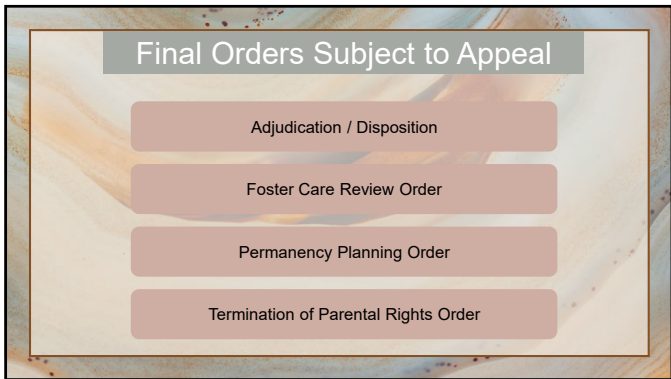 Final Orders Subject to Appeal
Adjudication / Disposition
Foster Care Review Order
Permanency Planning Order
Termination of Parental Rights Order